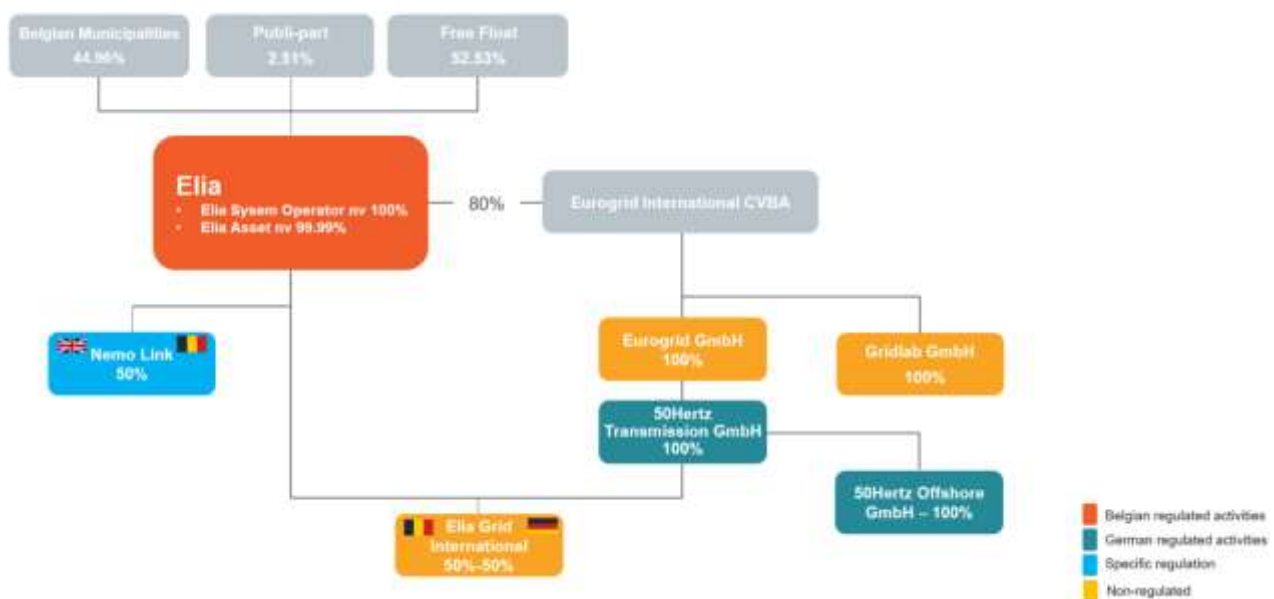 Belgian Municipalities
44.96%
Publi-part
2.51%
Free Float
52.53%
Elia
• Elia Sysem Operator nv 100%
• Elia Asset nv 99.99%
80%
Eurogrid International CVBA
Nemo Link
50%
Eurogrid GmbH
100%
Gridlab GmbH
100%
50Hertz
Transmission GmbH
100%
50Hertz Offshore
GmbH – 100%
Elia Grid
International
50%-50%
Belgian regulated activities
German regulated activities
Specific regulation
Non-regulated